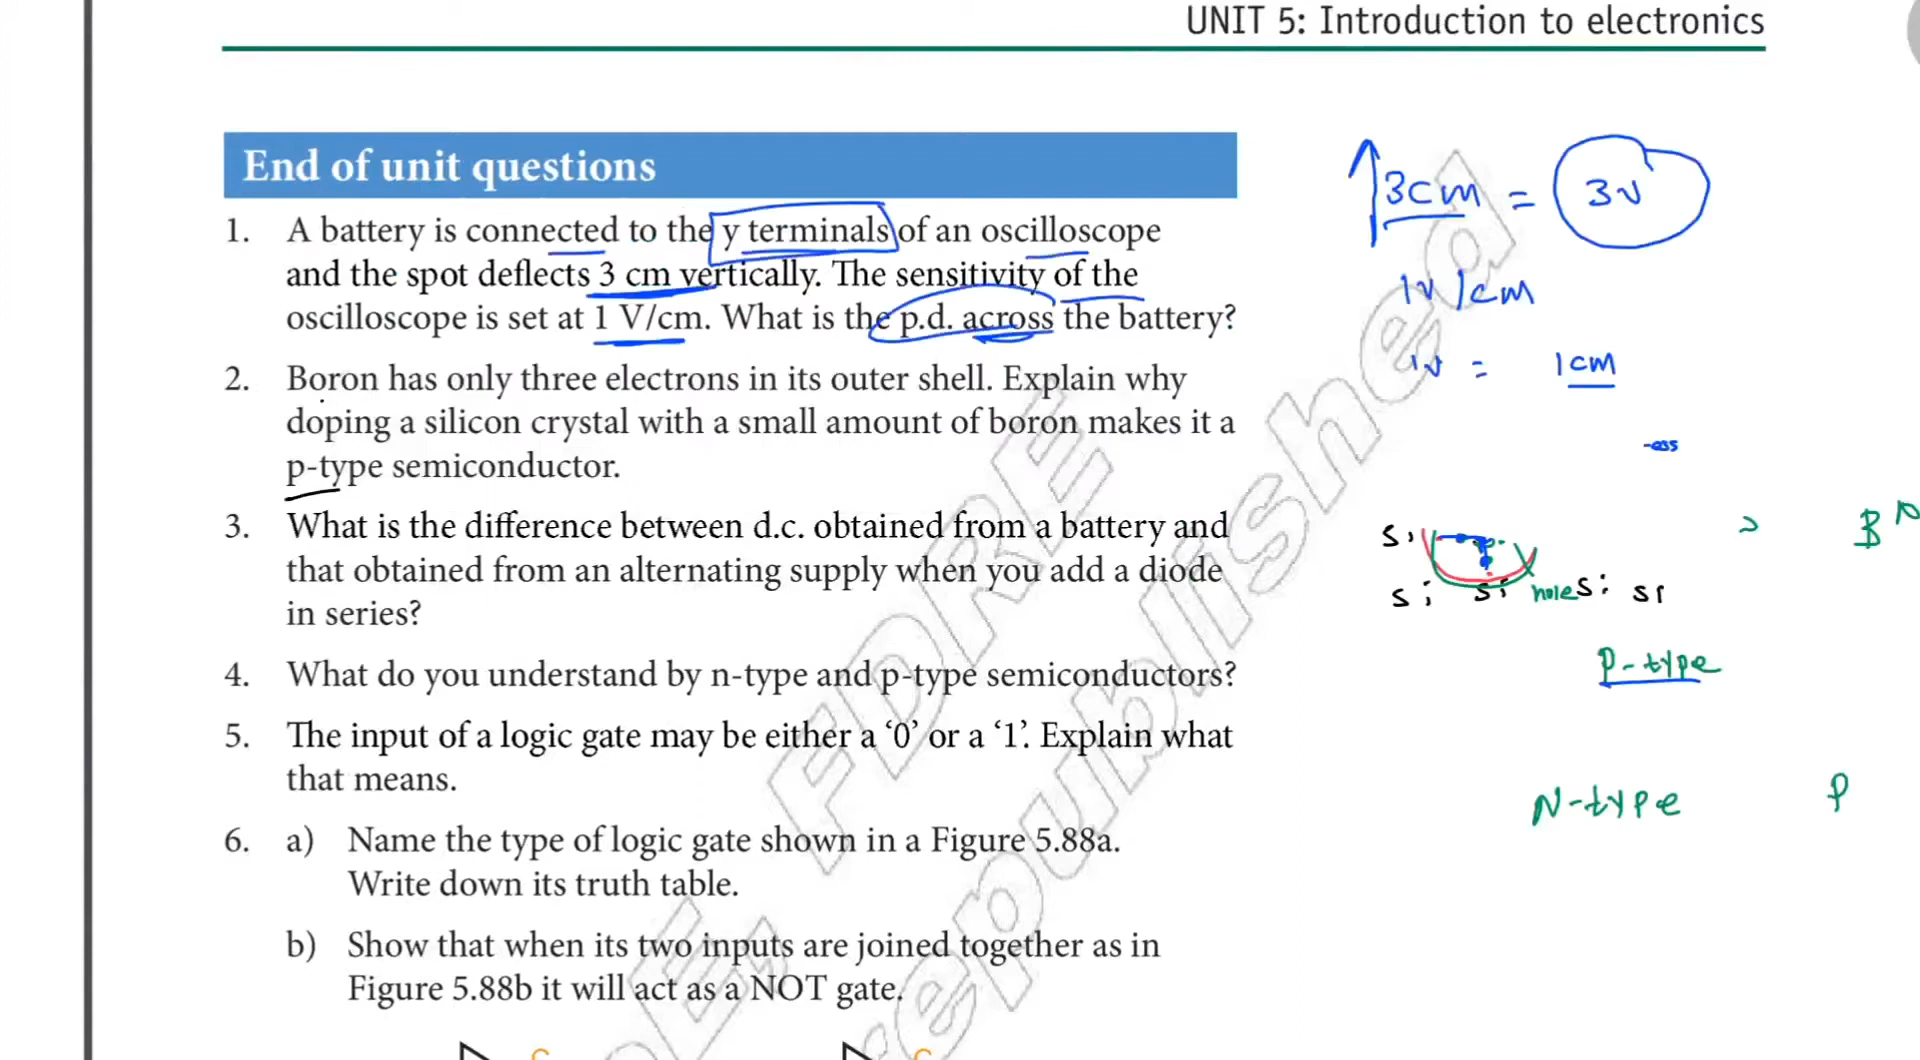 UNIT 5: Introduction to electronics
End of unit questions
1. A battery is connected to the y terminals of an oscilloscope
and the spot deflects 3 cm vertically. The sensitivity of the
oscilloscope is set at 1 V/cm. What is the p.d. across the battery?
2. Boron has only three electrons in its outer shell. Explain why
doping a silicon crystal with a small amount of boron makes it a
p-type semiconductor.
3. What is the difference between d.c. obtained from a battery and
that obtained from an alternating supply when you add a diode
in series?
4. What do you understand by n-type and p-type semiconductors?
5. The input of a logic gate may be either a ‘0’ or a ‘1’. Explain what
that means.
6. a) Name the type of logic gate shown in a Figure 5.88a.
Write down its truth table.
b) Show that when its two inputs are joined together as in
Figure 5.88b it will act as a NOT gate.
3cm = 3v
1v/cm
1v = 1cm
Si
B
Si Si holes Si Si
P-type
N-type P
FDRE
republished